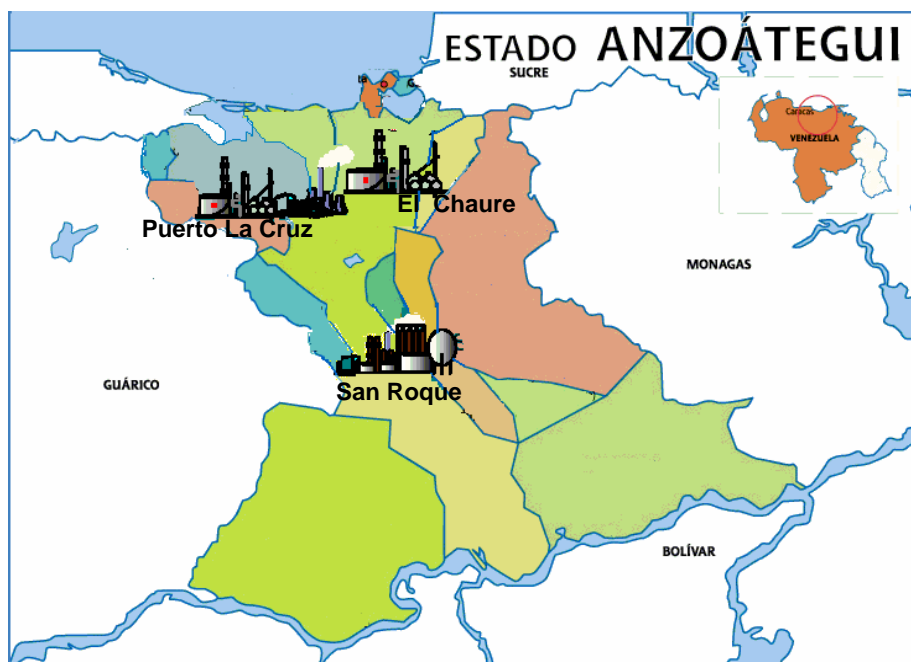 ESTADO ANZOÁTEGUI
SUCRE
Caracas
VENEZUELA
El Chaure
Puerto La Cruz
MONAGAS
GUÁRICO
San Roque
BOLÍVAR